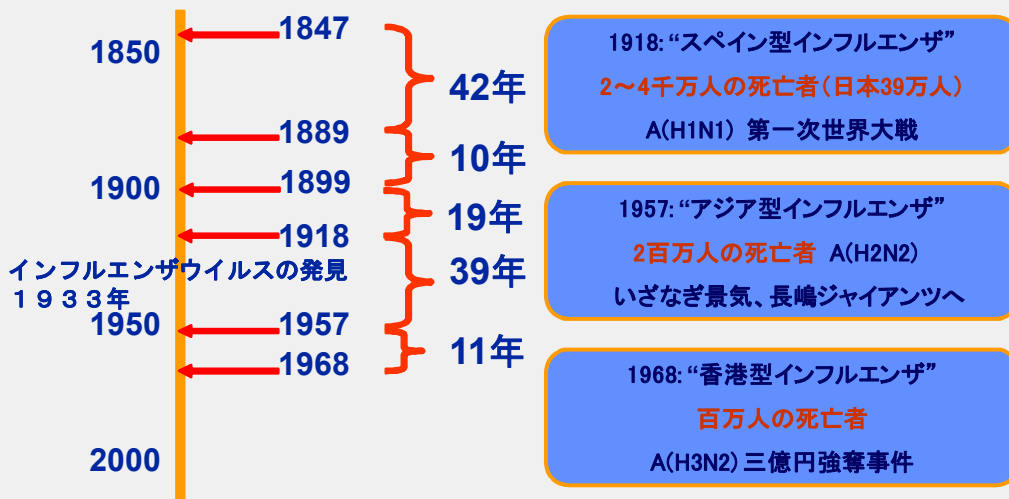 1850
1900
インフルエンザウイルスの発見
１９３３年
1950
2000
1847
1889
1899
1918
1957
1968
42年
10年
19年
39年
11年
1918: “スペイン型インフルエンザ”
2～4千万人の死亡者(日本39万人)
A(H1N1) 第一次世界大戦
1957: “アジア型インフルエンザ”
2百万人の死亡者 A(H2N2)
いざなぎ景気、長嶋ジャイアンツへ
1968: “香港型インフルエンザ”
百万人の死亡者
A(H3N2) 三億円強奪事件